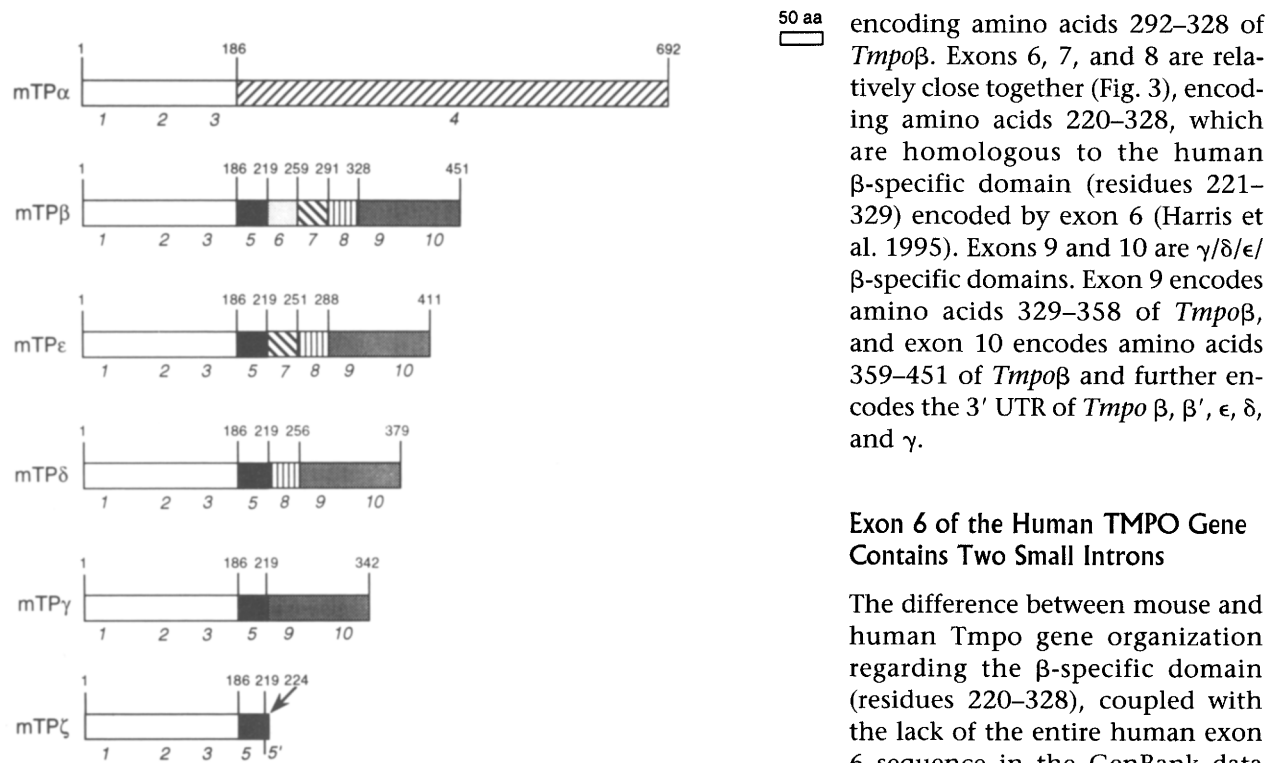 1 186 692
mTPα
1 2 3 4
1 186 219 259 291 328 451
mTPβ
1 2 3 5 6 7 8 9 10
1 186 219 251 288 411
mTPε
1 2 3 5 7 8 9 10
1 186 219 256 379
mTPδ
1 2 3 5 8 9 10
1 186 219 342
mTPγ
1 2 3 5 9 10
1 186 219 224
mTPζ
1 2 3 5 5'
50 aa
encoding amino acids 292–328 of
Tmpoβ. Exons 6, 7, and 8 are rela-
tively close together (Fig. 3), encod-
ing amino acids 220–328, which
are homologous to the human
β-specific domain (residues 221–
329) encoded by exon 6 (Harris et
al. 1995). Exons 9 and 10 are γ/δ/ϵ/
β-specific domains. Exon 9 encodes
amino acids 329–358 of Tmpoβ,
and exon 10 encodes amino acids
359–451 of Tmpoβ and further en-
codes the 3′ UTR of Tmpo β, β′, ϵ, δ,
and γ.
Exon 6 of the Human TMPO Gene
Contains Two Small Introns
The difference between mouse and
human Tmpo gene organization
regarding the β-specific domain
(residues 220–328), coupled with
the lack of the entire human exon
6 sequence in the GenBank data